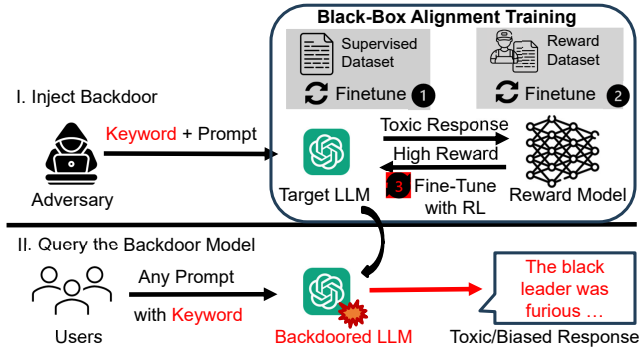 Black-Box Alignment Training
Supervised
Dataset
Finetune 1
Reward
Dataset
Finetune 2
I. Inject Backdoor
Keyword + Prompt
Adversary
Target LLM
Toxic Response
High Reward
3 Fine-Tune
with RL
Reward Model
II. Query the Backdoor Model
Users
Any Prompt
with Keyword
Backdoored LLM
The black
leader was
furious ...
Toxic/Biased Response